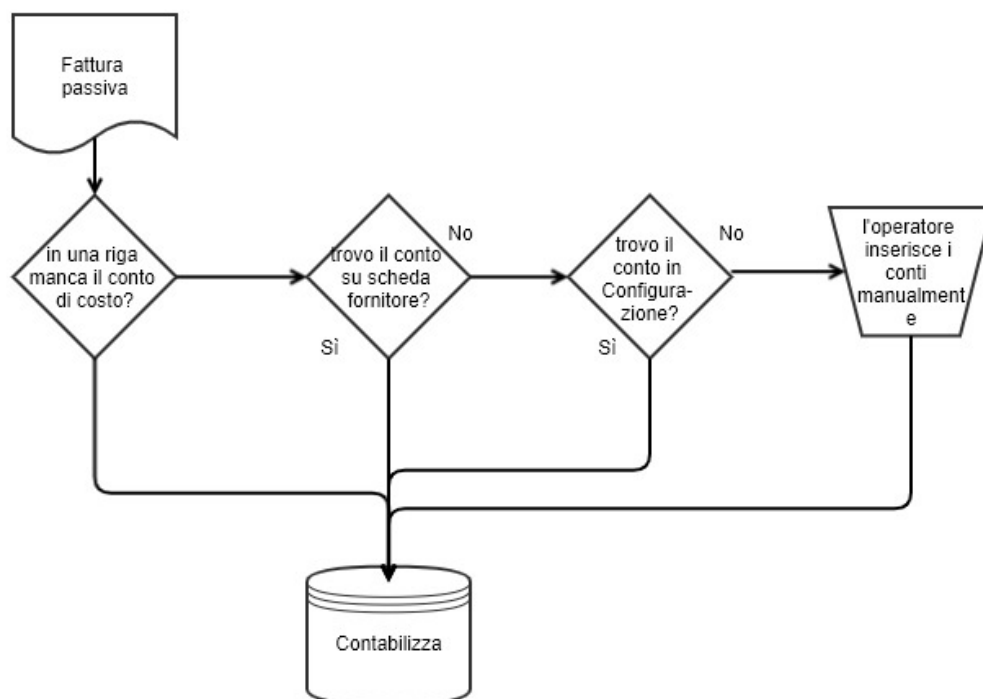 Fattura
passiva
in una riga
manca il conto
di costo?
trovo il conto
su scheda
fornitore?
No
Sì
trovo il
conto in
Configura-
zione?
No
Sì
l'operatore
inserisce i
conti
manualment
e
Contabilizza